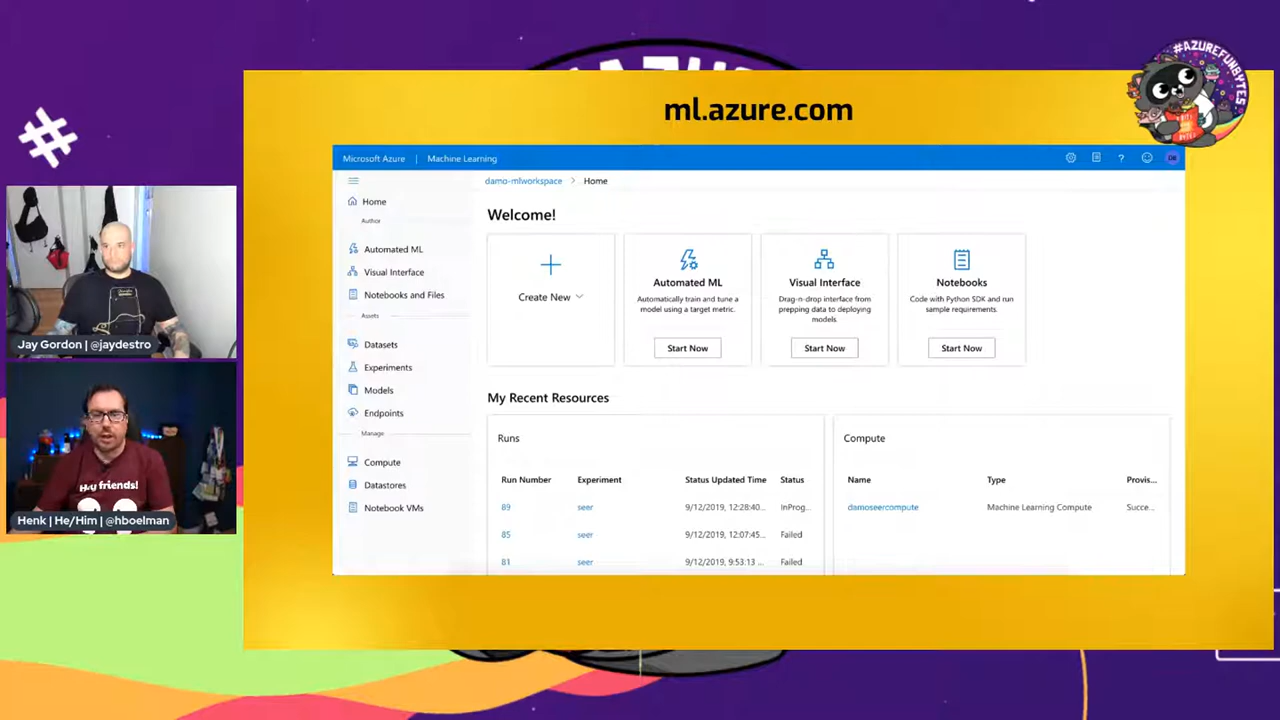 #AZUREFUNBYTES
ml.azure.com
Microsoft Azure | Machine Learning
damo-mlworkspace > Home
Home
Author
Automated ML
Visual Interface
Notebooks and Files
Assets
Datasets
Experiments
Models
Endpoints
Manage
Compute
Datastores
Notebook VMs
Welcome!
Create New
Automated ML
Automatically train and tune a
model using a target metric.
Start Now
Visual Interface
Drag-n-drop interface from
prepping data to deploying
models.
Start Now
Notebooks
Code with Python SDK and run
sample requirements.
Start Now
My Recent Resources
Runs
Run Number Experiment Status Updated Time Status
89 seer 9/12/2019, 12:28:40... InProg...
85 seer 9/12/2019, 12:07:45... Failed
81 seer 9/12/2019, 9:53:13 ... Failed
Compute
Name Type Provis...
damoseercompute Machine Learning Compute Succe...
Jay Gordon | @jaydestro
Hey friends!
Henk | He/Him | @hboelman